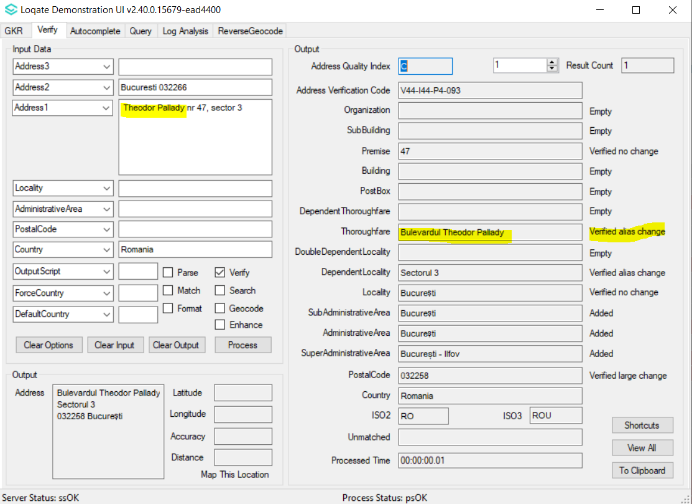 Loqate Demonstration UI v2.40.0.15679-ead4400
GKR Verify Autocomplete Query Log Analysis ReverseGeocode
Input Data
Address3
Address2 Bucuresti 032266
Address1 Theodor Pallady nr 47, sector 3
Locality
AdministrativeArea
PostalCode
Country Romania
OutputScript Parse Verify
ForceCountry Match Search
DefaultCountry Format Geocode
Enhance
Clear Options Clear Input Clear Output Process
Output
Address Bulevardul Theodor Pallady
Sectorul 3
032258 București
Latitude
Longitude
Accuracy
Distance
Map This Location
Output
Address Quality Index C 1 Result Count 1
Address Verification Code V44-I44-P4-093
Organization Empty
SubBuilding Empty
Premise 47 Verified no change
Building Empty
PostBox Empty
DependentThoroughfare Empty
Thoroughfare Bulevardul Theodor Pallady Verified alias change
DoubleDependentLocality Empty
DependentLocality Sectorul 3 Verified alias change
Locality București Verified no change
SubAdministrativeArea București Added
AdministrativeArea București Added
SuperAdministrativeArea București - Ilfov Added
PostalCode 032258 Verified large change
Country Romania
ISO2 RO ISO3 ROU
Unmatched
Processed Time 00:00:00.01
Shortcuts
View All
To Clipboard
Server Status: ssOK Process Status: psOK